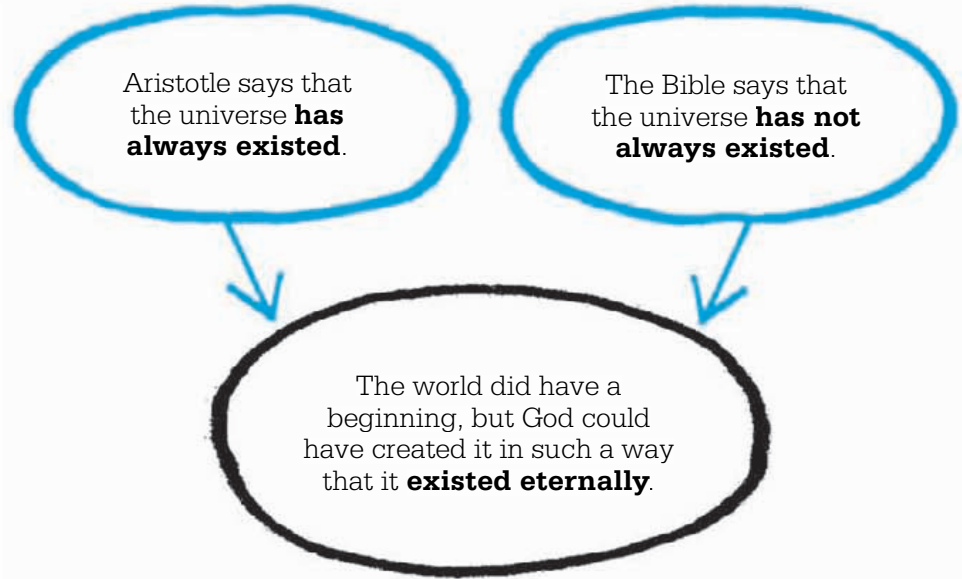 Aristotle says that
the universe has
always existed.
The Bible says that
the universe has not
always existed.
The world did have a
beginning, but God could
have created it in such a way
that it existed eternally.